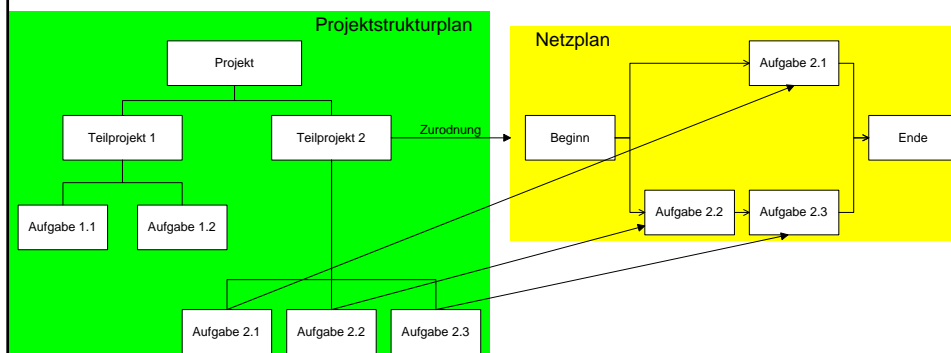 Projektstrukturplan
Netzplan
Projekt
Aufgabe 2.1
Teilprojekt 1
Teilprojekt 2
Zurodnung
Beginn
Ende
Aufgabe 1.1
Aufgabe 1.2
Aufgabe 2.2
Aufgabe 2.3
Aufgabe 2.1
Aufgabe 2.2
Aufgabe 2.3